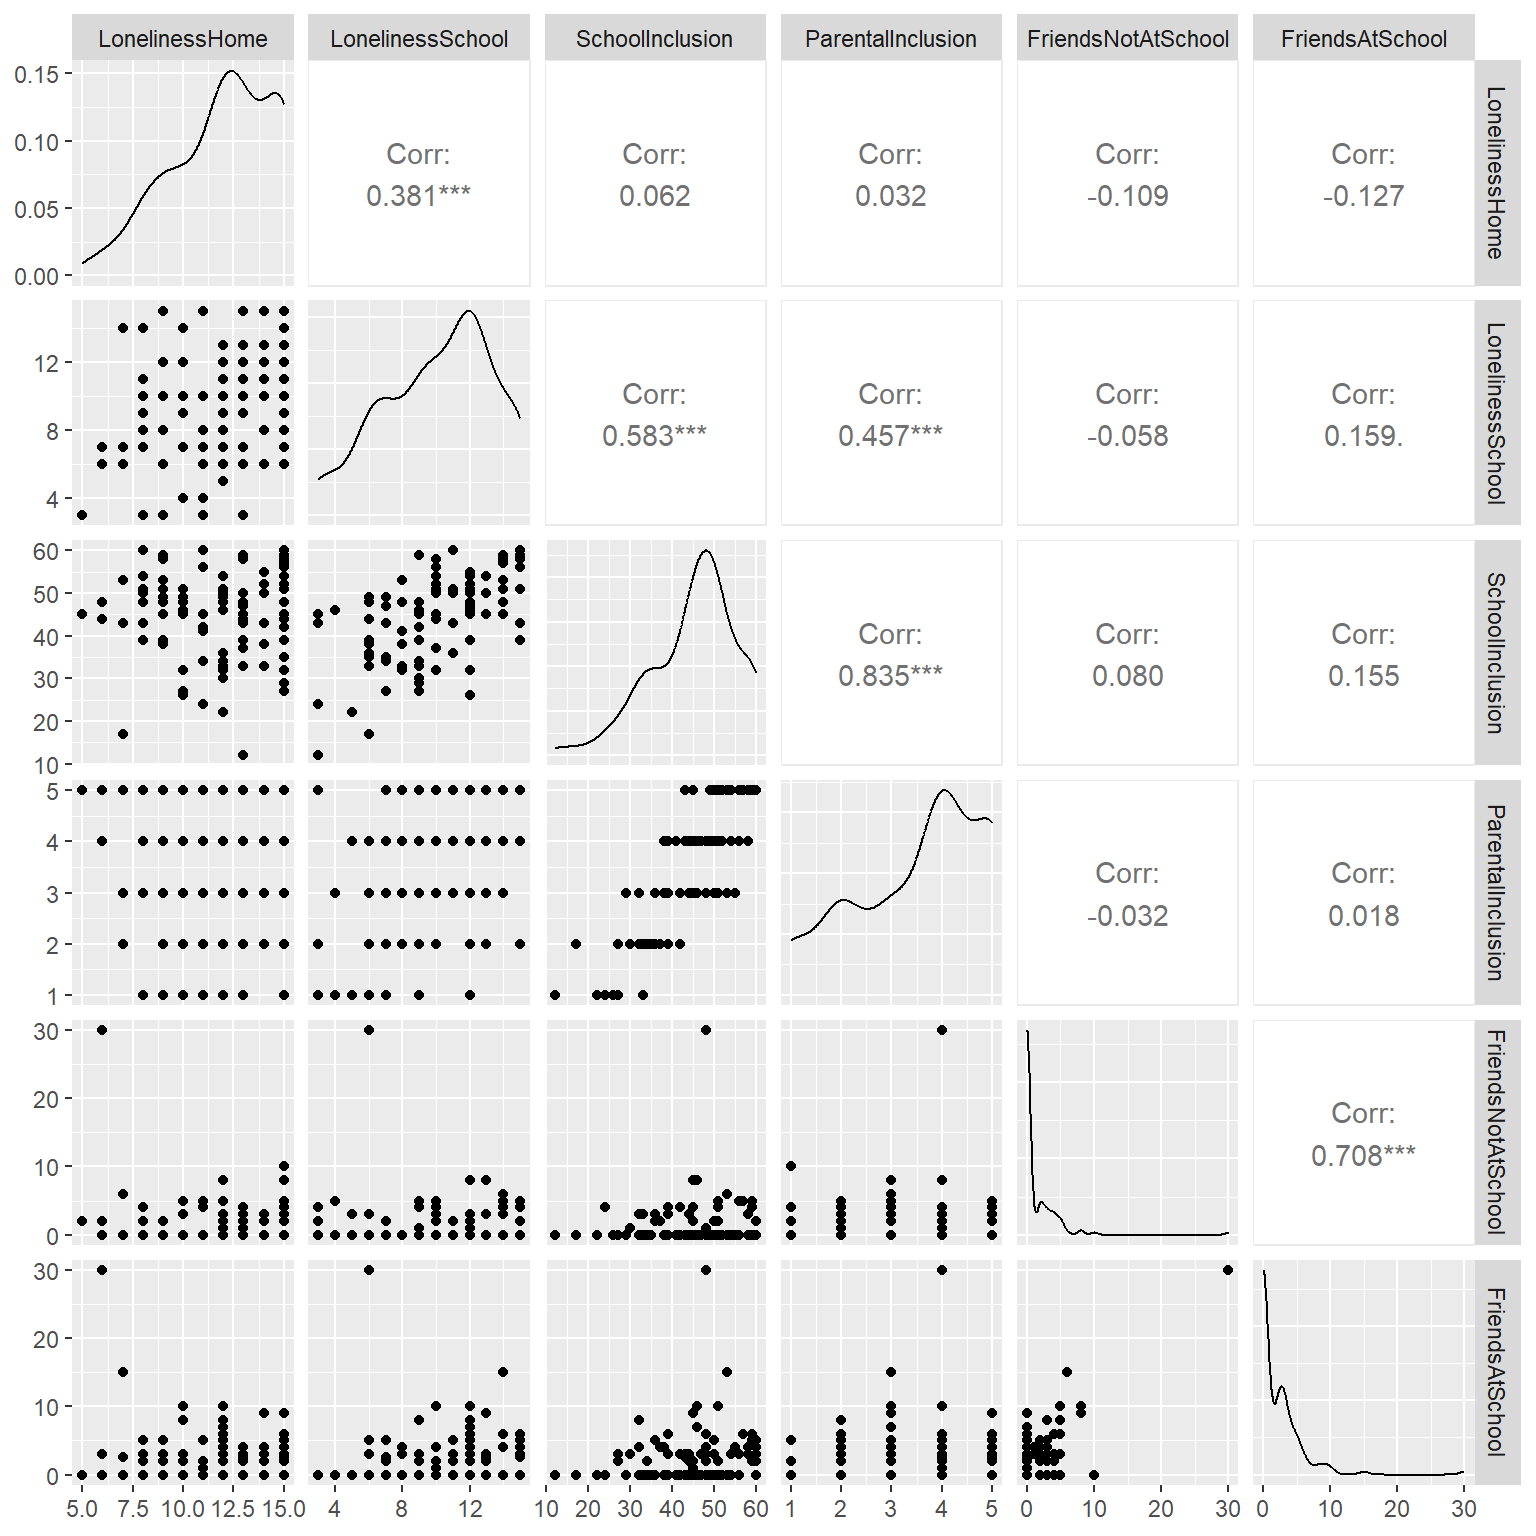 LonelinessHome LonelinessSchool SchoolInclusion ParentalInclusion FriendsNotAtSchool FriendsAtSchool
0.15
0.10
0.05
0.00
Corr:
0.381***
Corr:
0.062
Corr:
0.032
Corr:
-0.109
Corr:
-0.127
LonelinessHome
12
8
4
Corr:
0.583***
Corr:
0.457***
Corr:
-0.058
Corr:
0.159.
LonelinessSchool
60
50
40
30
20
10
Corr:
0.835***
Corr:
0.080
Corr:
0.155
SchoolInclusion
5
4
3
2
1
Corr:
-0.032
Corr:
0.018
ParentalInclusion
30
20
10
0
Corr:
0.708***
FriendsNotAtSchool
30
20
10
0
FriendsAtSchool
5.0 7.5 10.0 12.5 15.0 4 8 12 10 20 30 40 50 60 1 2 3 4 5 0 10 20 30 0 10 20 30